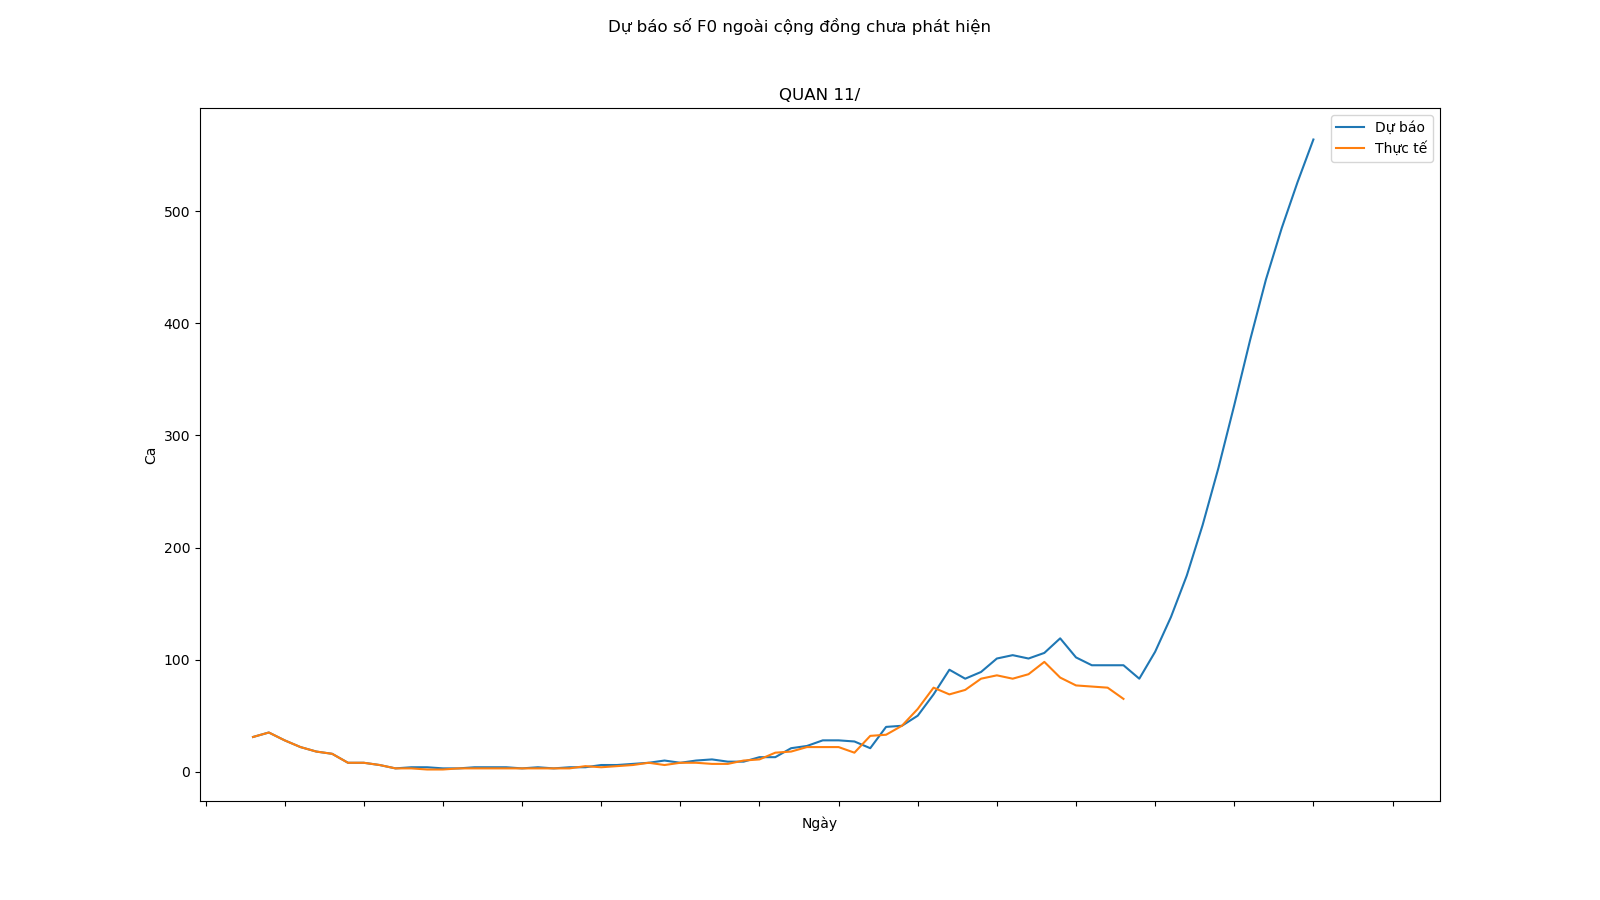 Dự báo số F0 ngoài cộng đồng chưa phát hiện
QUAN 11/
Dự báo
Thực tế
500
400
300
200
100
0
Ca
Ngày